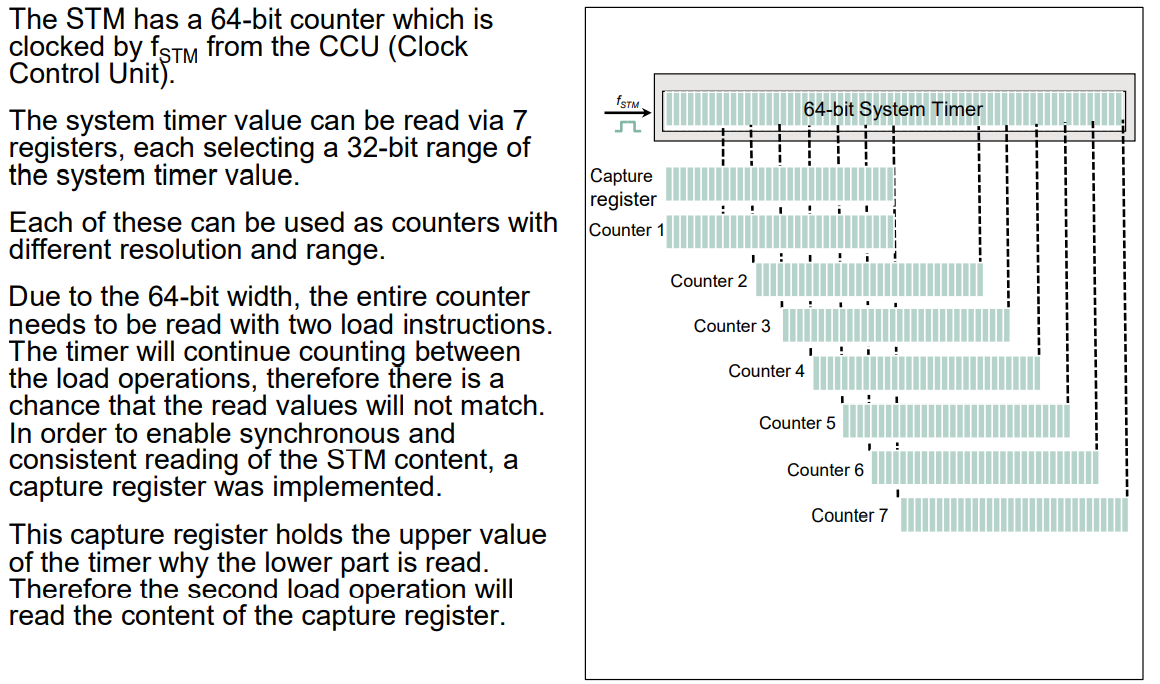 The STM has a 64-bit counter which is
clocked by fSTM from the CCU (Clock
Control Unit).
The system timer value can be read via 7
registers, each selecting a 32-bit range of
the system timer value.
Each of these can be used as counters with
different resolution and range.
Due to the 64-bit width, the entire counter
needs to be read with two load instructions.
The timer will continue counting between
the load operations, therefore there is a
chance that the read values will not match.
In order to enable synchronous and
consistent reading of the STM content, a
capture register was implemented.
This capture register holds the upper value
of the timer why the lower part is read.
Therefore the second load operation will
read the content of the capture register.
fSTM
64-bit System Timer
Capture
register
Counter 1
Counter 2
Counter 3
Counter 4
Counter 5
Counter 6
Counter 7